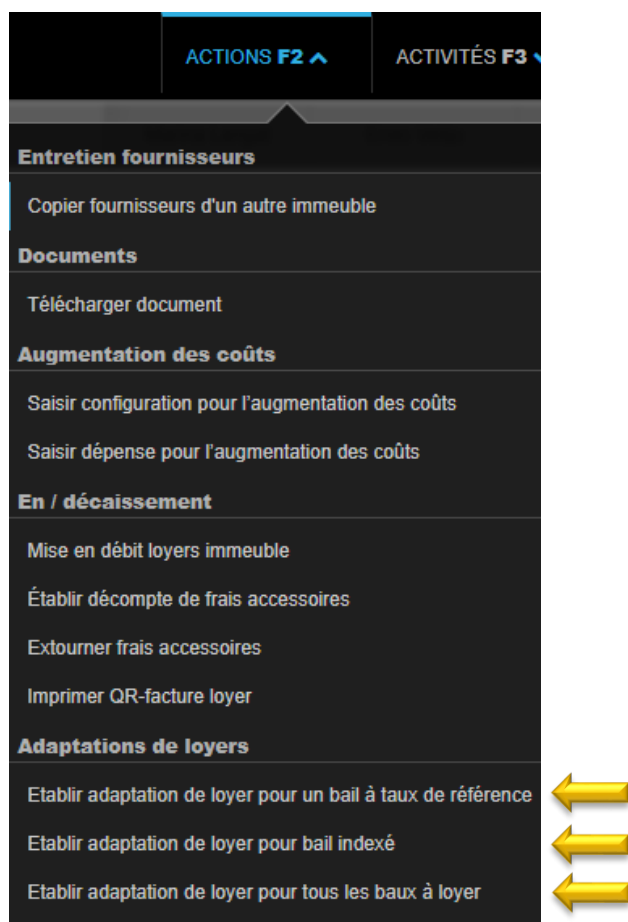 ACTIONS F2 ACTIVITÉS F3
Entretien fournisseurs
Copier fournisseurs d'un autre immeuble
Documents
Télécharger document
Augmentation des coûts
Saisir configuration pour l'augmentation des coûts
Saisir dépense pour l'augmentation des coûts
En / décaissement
Mise en débit loyers immeuble
Établir décompte de frais accessoires
Extourner frais accessoires
Imprimer QR-facture loyer
Adaptations de loyers
Etablir adaptation de loyer pour un bail à taux de référence
Etablir adaptation de loyer pour bail indexé
Etablir adaptation de loyer pour tous les baux à loyer